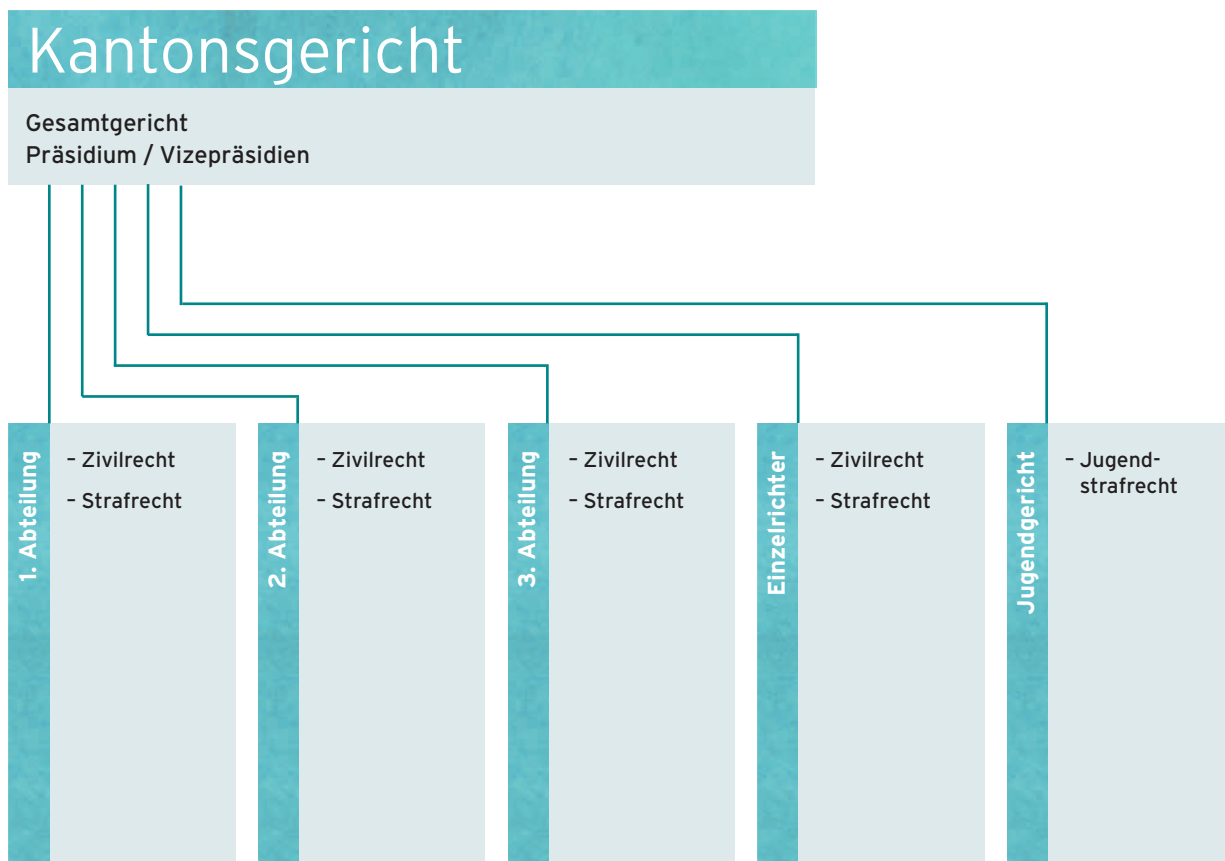 Kantonsgericht
Gesamtgericht
Präsidium / Vizepräsidien
1. Abteilung
– Zivilrecht
– Strafrecht
2. Abteilung
– Zivilrecht
– Strafrecht
3. Abteilung
– Zivilrecht
– Strafrecht
Einzelrichter
– Zivilrecht
– Strafrecht
Jugendgericht
– Jugend-
strafrecht